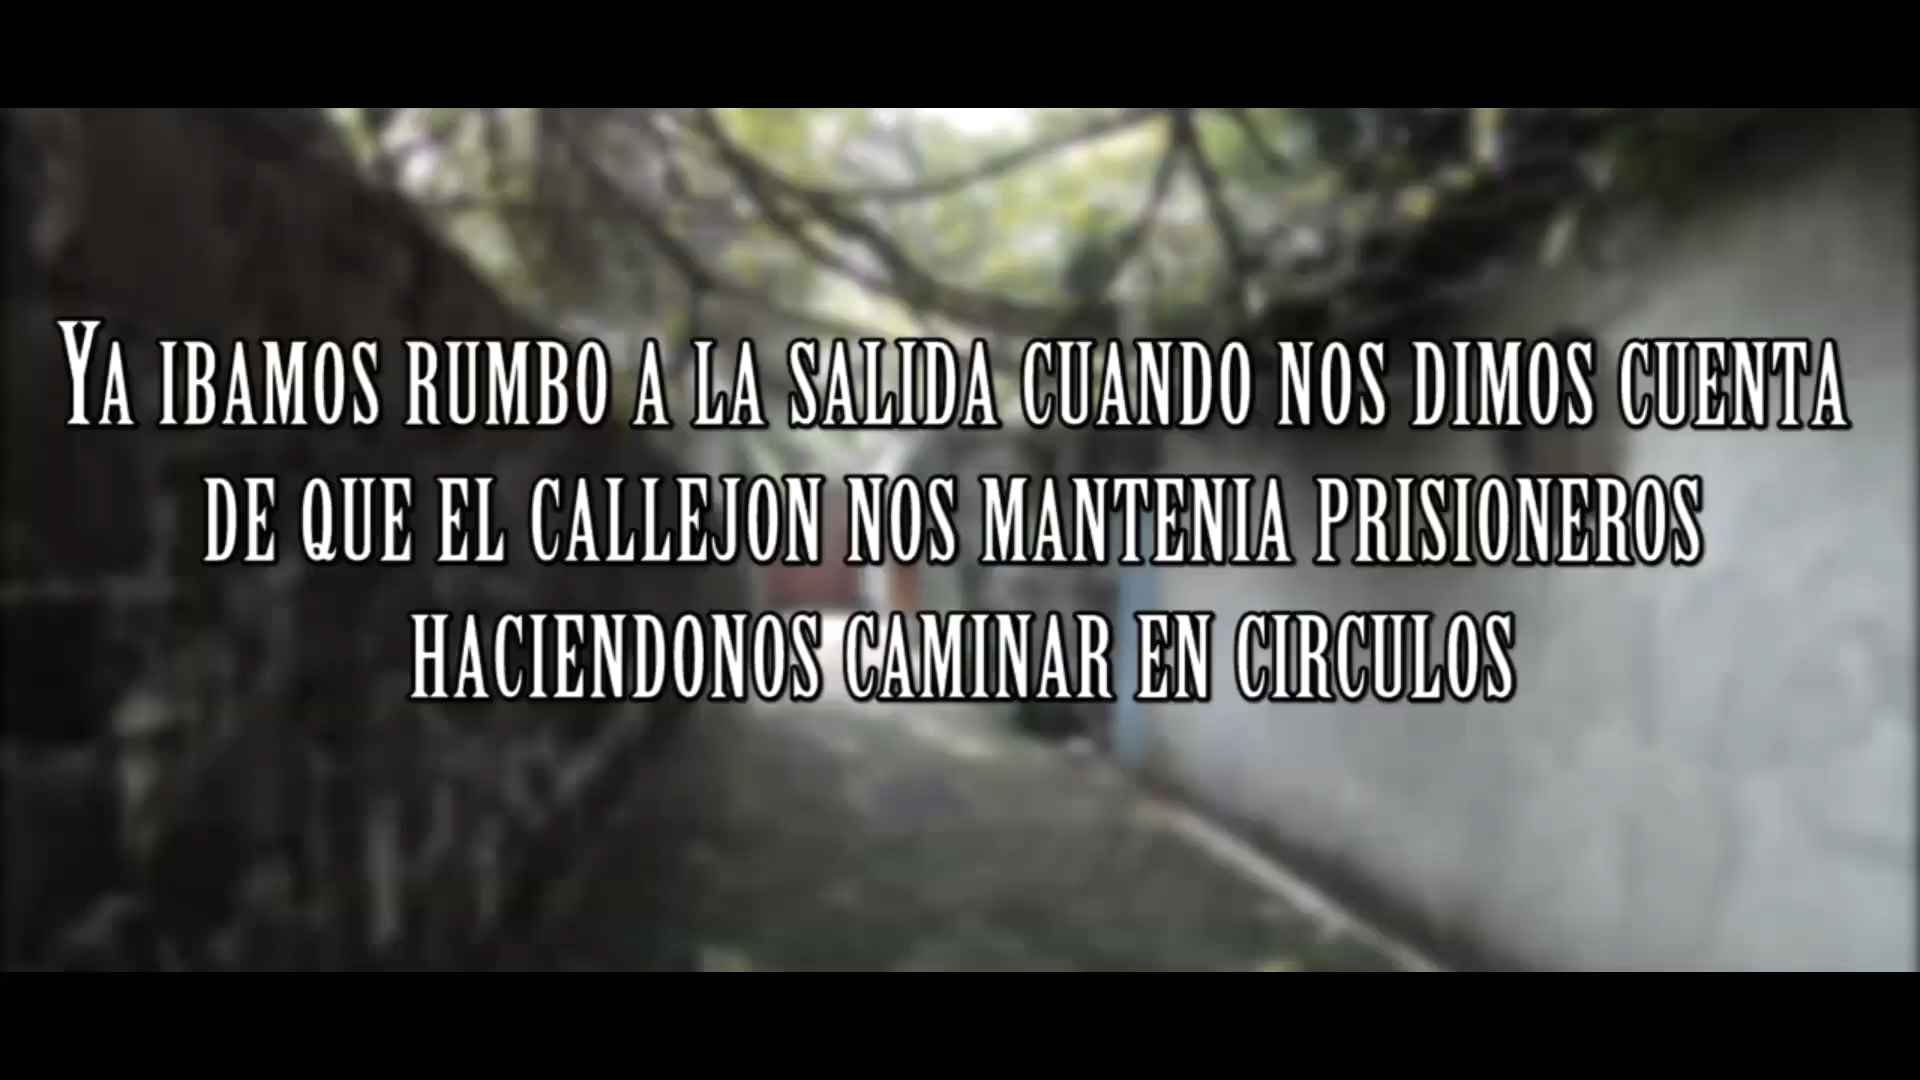 YA IBAMOS RUMBO A LA SALIDA CUANDO NOS DIMOS CUENTA
DE QUE EL CALLEJON NOS MANTENIA PRISIONEROS
HACIENDONOS CAMINAR EN CIRCULOS